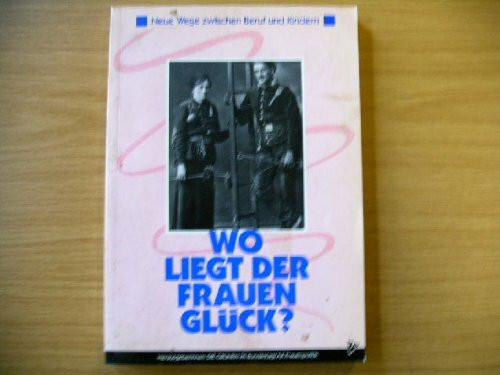 Neue Wege zwischen Beruf und Kindern
WO
LIEGT DER
FRAUEN
GLÜCK?